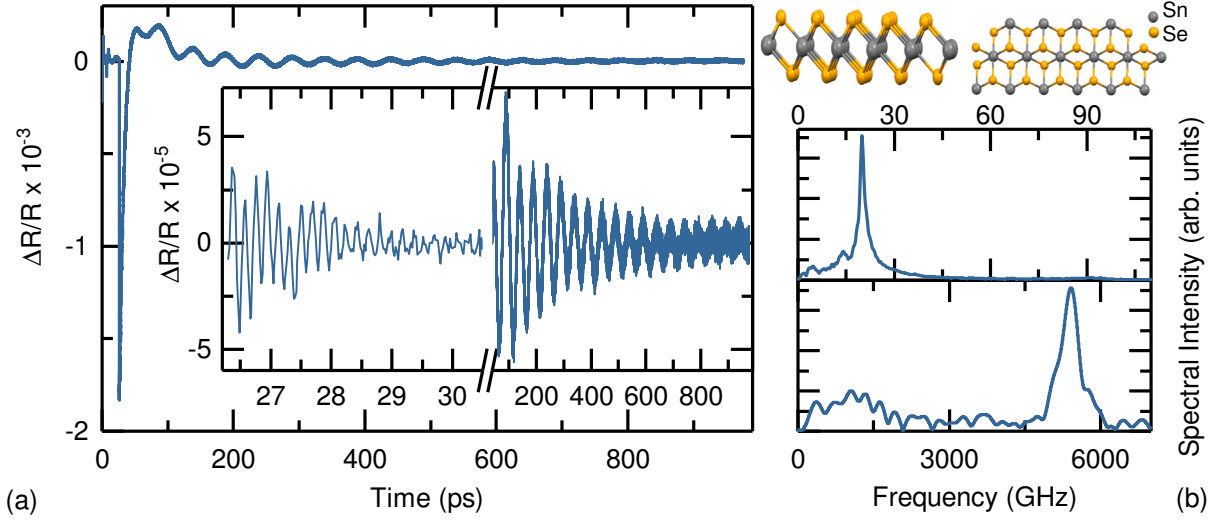 ΔR/R x 10-3
0
-1
-2
0
200
400
600
800
Time (ps)
(a)
ΔR/R x 10-5
5
0
-5
27
28
29
30
200
400
600
800
Sn
Se
0
30
60
90
0
3000
6000
Frequency (GHz)
Spectral Intensity (arb. units)
(b)